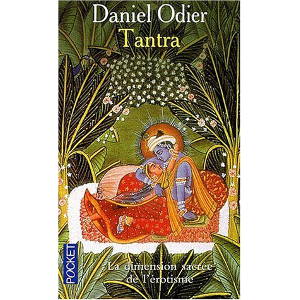 Daniel Odier
Tantra
La dimension sacrée
de l'érotisme
POCKET